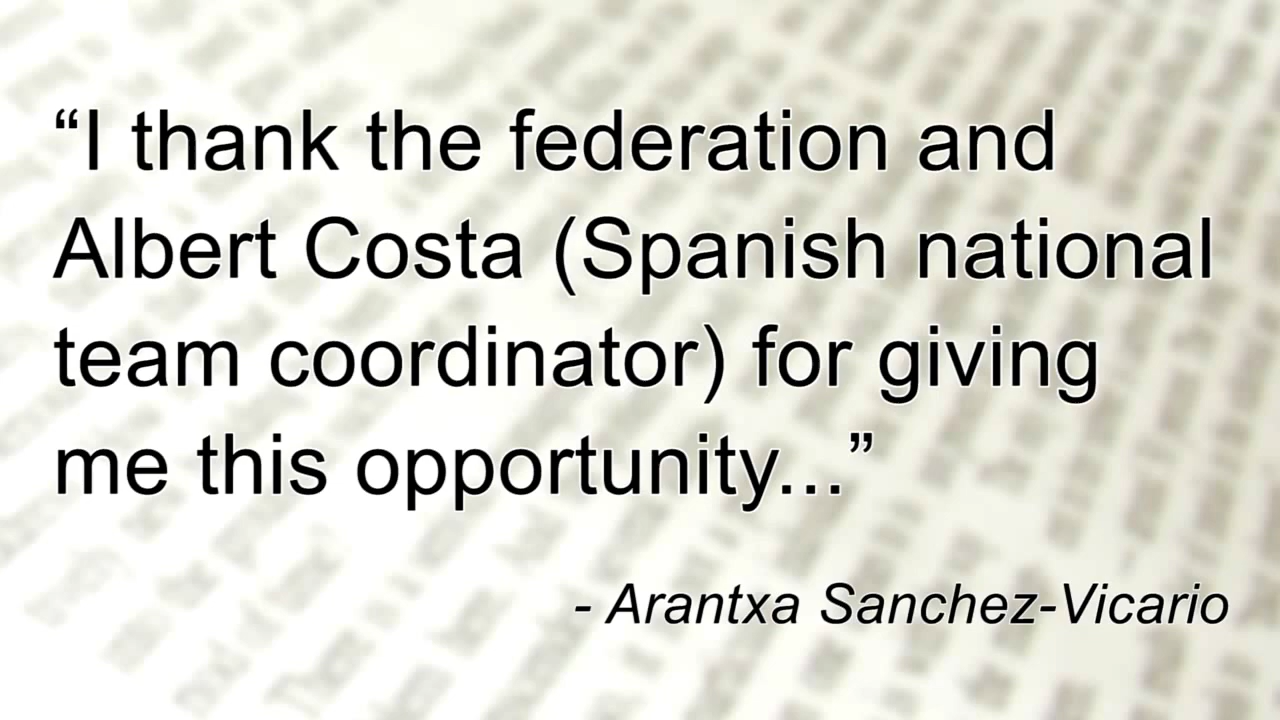 “I thank the federation and
Albert Costa (Spanish national
team coordinator) for giving
me this opportunity...”
- Arantxa Sanchez-Vicario